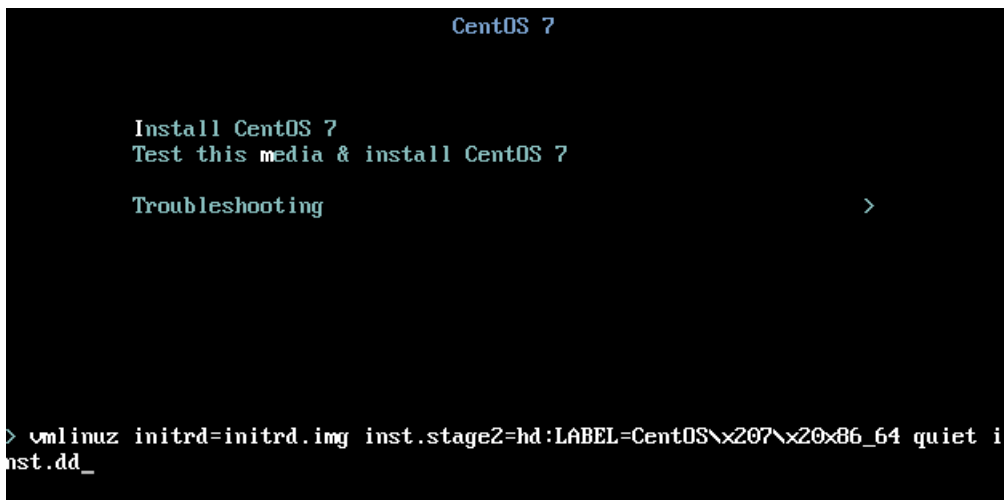 CentOS 7
Install CentOS 7
Test this media & install CentOS 7
Troubleshooting >
> vmlinuz initrd=initrd.img inst.stage2=hd:LABEL=CentOS\x207\x20x86_64 quiet i
nst.dd_